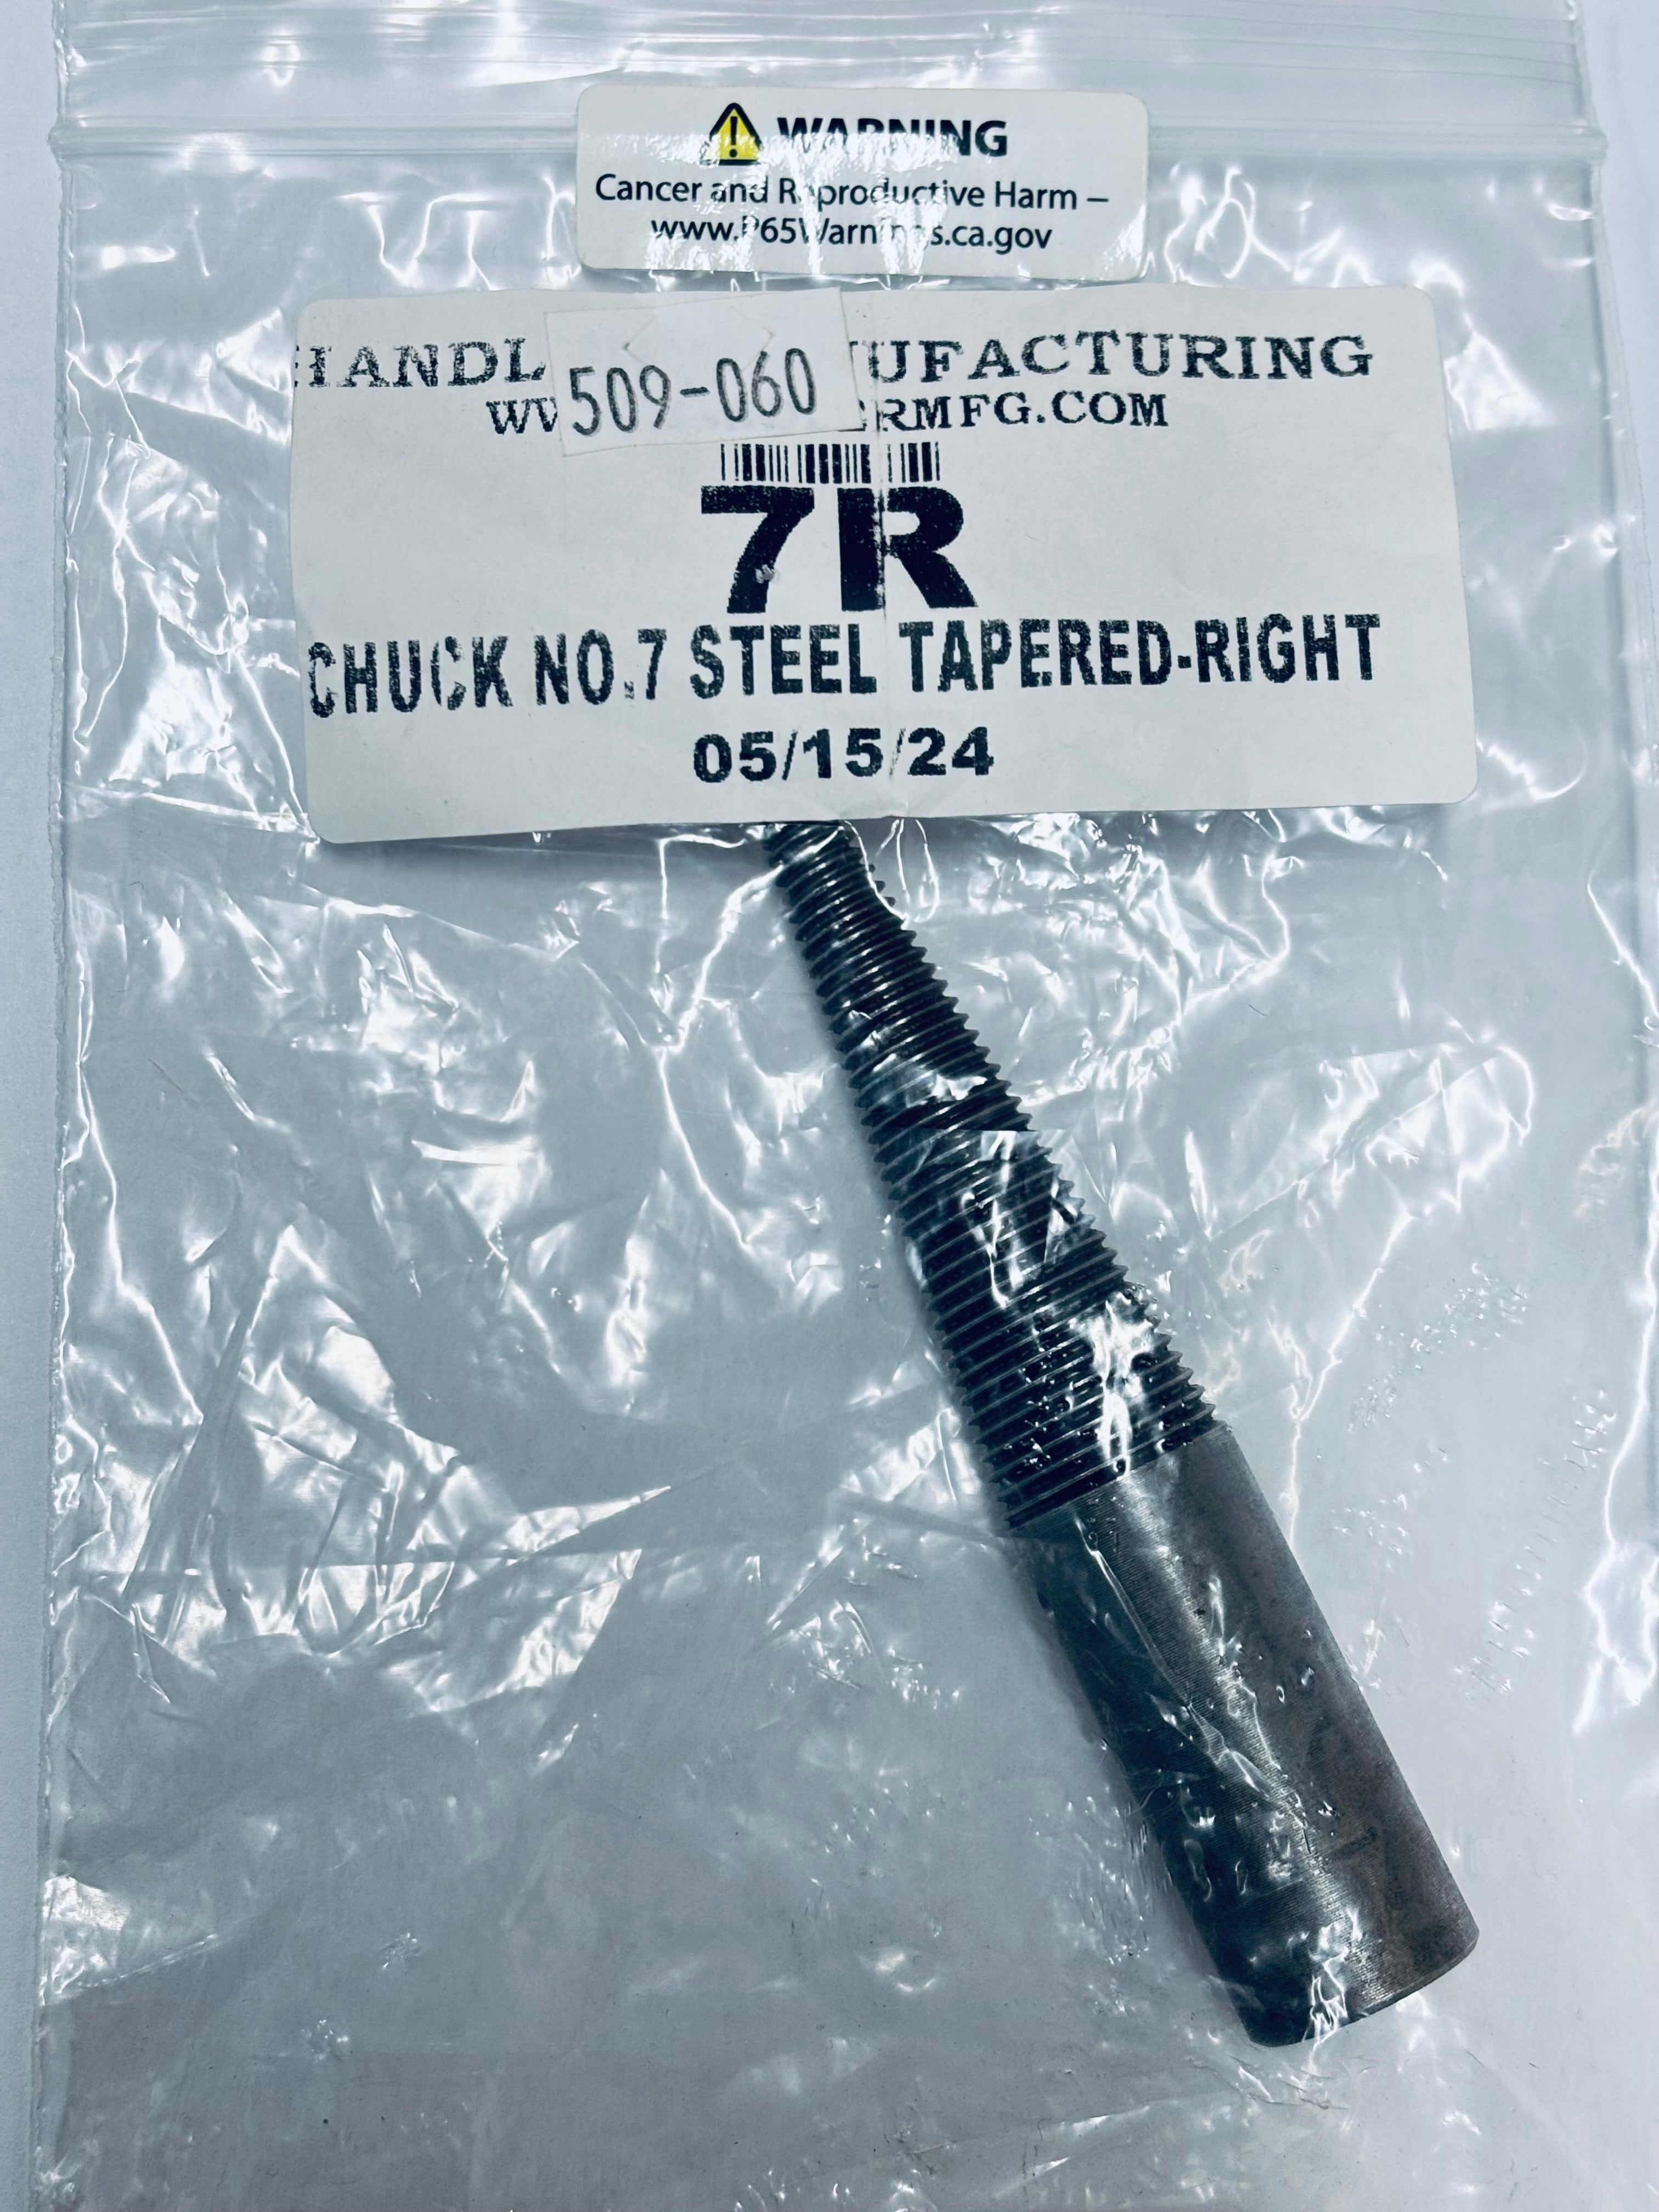 WARNING
Cancer and Reproductive Harm –
www.P65Warnings.ca.gov
HANDL UFACTURING
509-060
RMFG.COM
7R
CHUCK NO.7 STEEL TAPERED-RIGHT
05/15/24